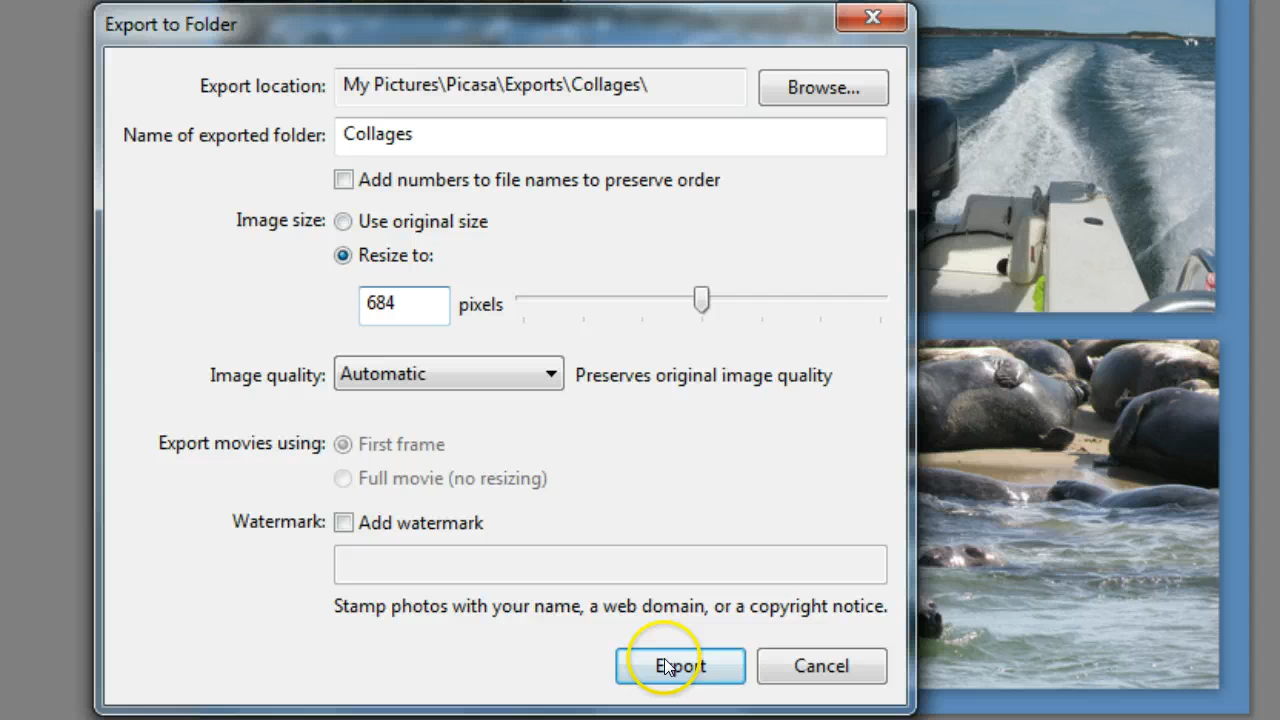 Export to Folder
Export location: My Pictures\Picasa\Exports\Collages\ Browse...
Name of exported folder: Collages
Add numbers to file names to preserve order
Image size: Use original size
Resize to:
684 pixels
Image quality: Automatic Preserves original image quality
Export movies using: First frame
Full movie (no resizing)
Watermark: Add watermark
Stamp photos with your name, a web domain, or a copyright notice.
Export Cancel